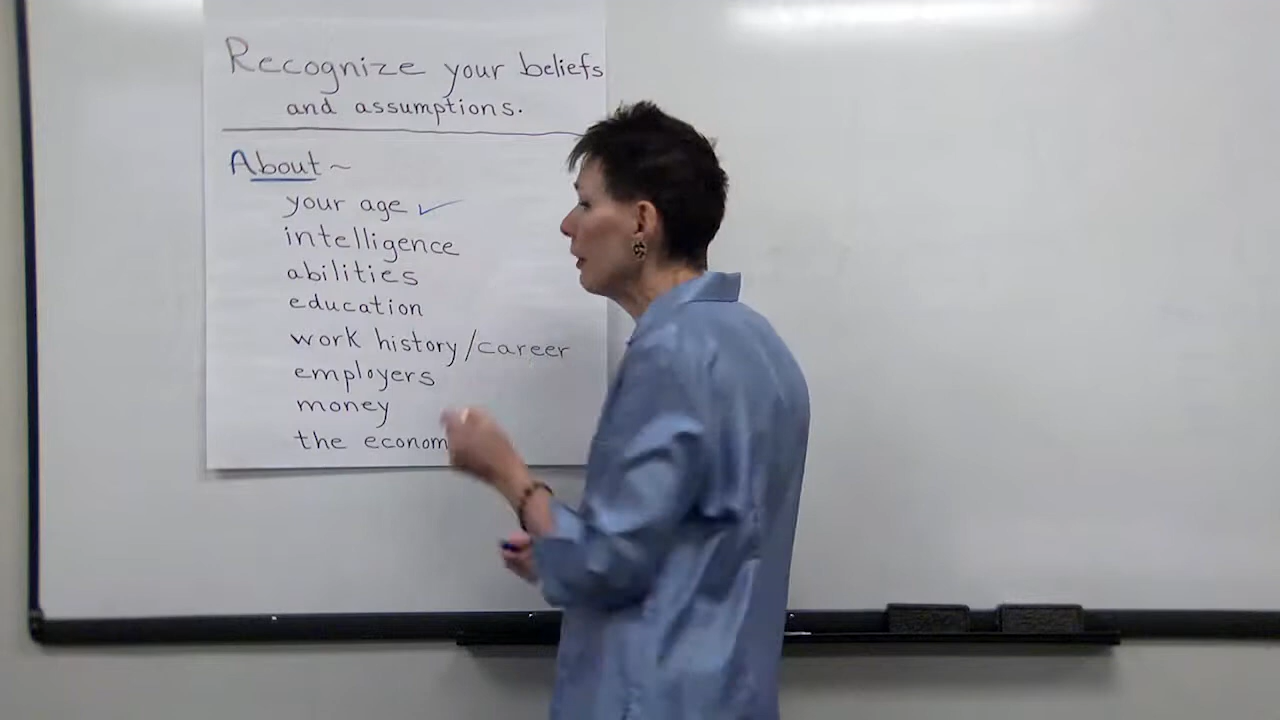 Recognize your beliefs
and assumptions.
About ~
your age ✓
intelligence
abilities
education
work history/career
employers
money
the econom